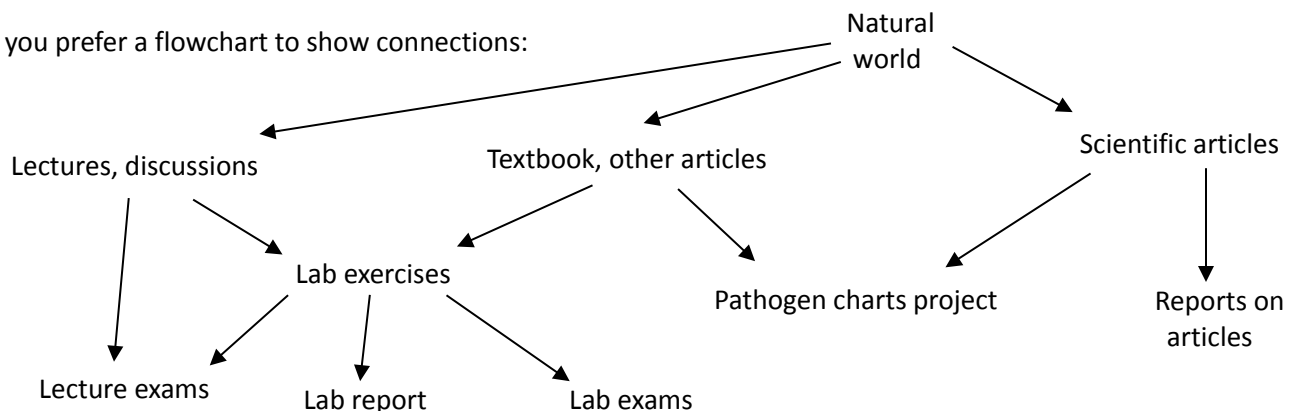 you prefer a flowchart to show connections:
Natural
world
Lectures, discussions
Textbook, other articles
Scientific articles
Lab exercises
Pathogen charts project
Reports on
articles
Lecture exams
Lab report
Lab exams